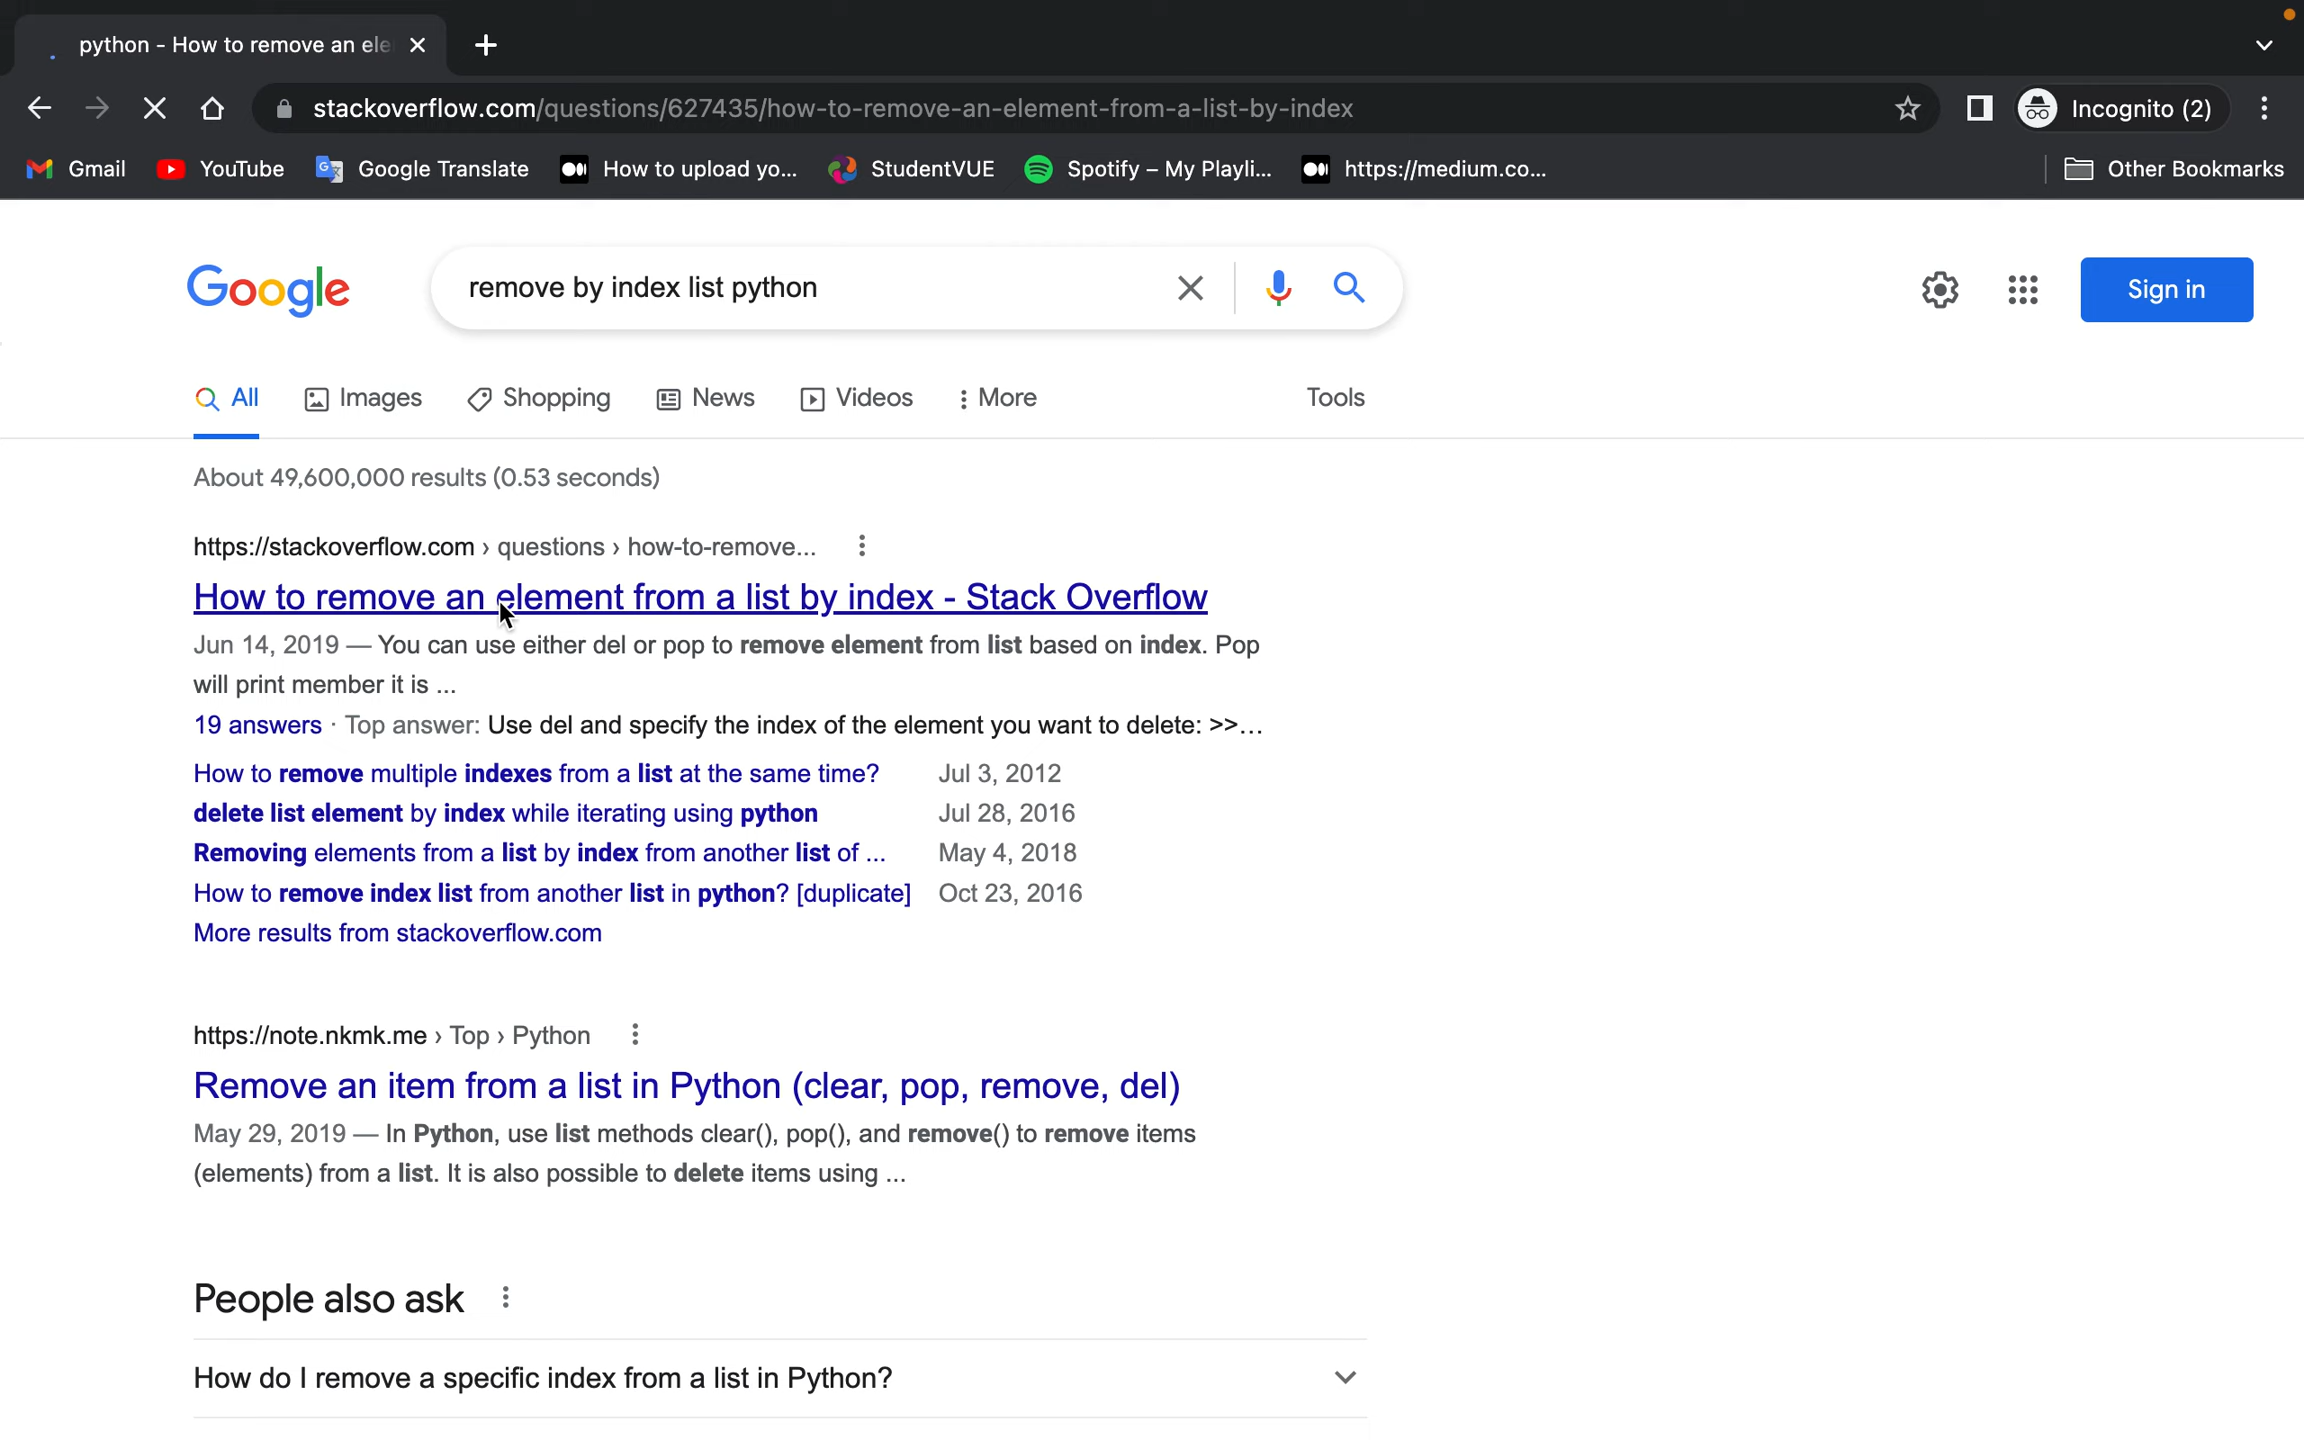 python - How to remove an ele
stackoverflow.com/questions/627435/how-to-remove-an-element-from-a-list-by-index
Incognito (2)
Gmail
YouTube
Google Translate
How to upload yo...
StudentVUE
Spotify – My Playli...
https://medium.co...
Other Bookmarks
Google
remove by index list python
Sign in
All
Images
Shopping
News
Videos
More
Tools
About 49,600,000 results (0.53 seconds)
https://stackoverflow.com › questions › how-to-remove...
How to remove an element from a list by index - Stack Overflow
Jun 14, 2019 — You can use either del or pop to remove element from list based on index. Pop
will print member it is ...
19 answers · Top answer: Use del and specify the index of the element you want to delete: >>...
How to remove multiple indexes from a list at the same time? Jul 3, 2012
delete list element by index while iterating using python Jul 28, 2016
Removing elements from a list by index from another list of ... May 4, 2018
How to remove index list from another list in python? [duplicate] Oct 23, 2016
More results from stackoverflow.com
https://note.nkmk.me › Top › Python
Remove an item from a list in Python (clear, pop, remove, del)
May 29, 2019 — In Python, use list methods clear(), pop(), and remove() to remove items
(elements) from a list. It is also possible to delete items using ...
People also ask
How do I remove a specific index from a list in Python?